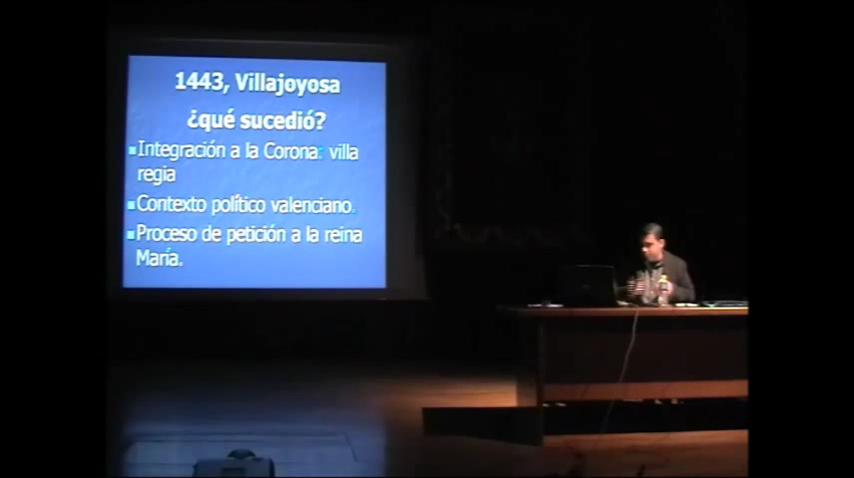 1443, Villajoyosa
¿qué sucedió?
Integración a la Corona: villa
regia
Contexto político valenciano.
Proceso de petición a la reina
María.